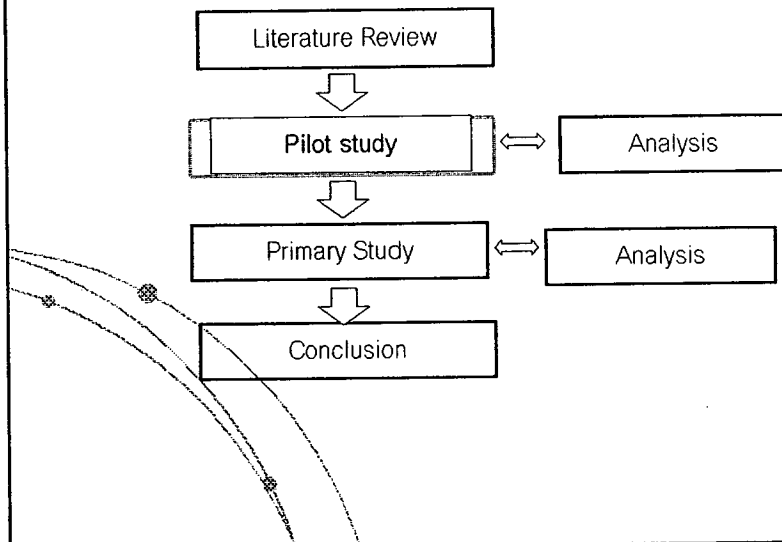 Literature Review
Pilot study
Analysis
Primary Study
Analysis
Conclusion